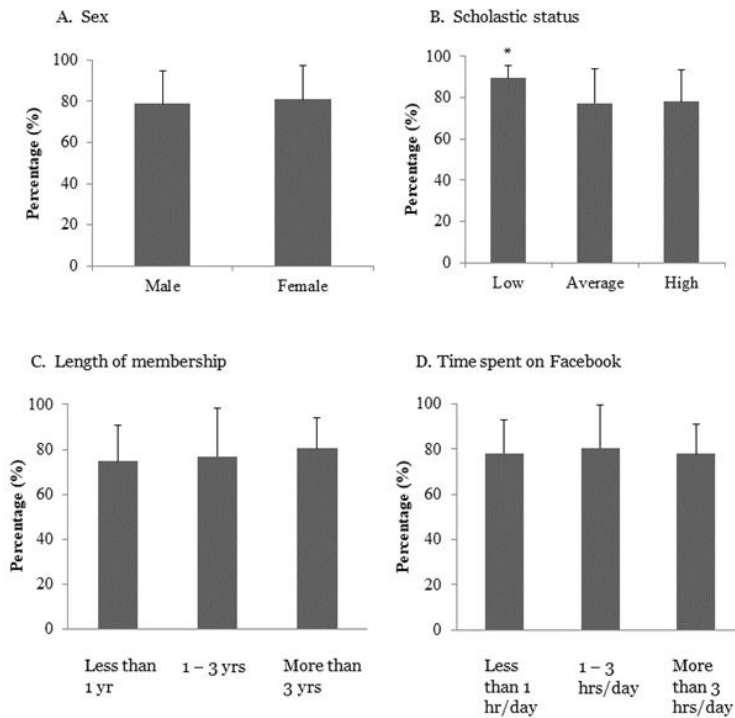 A. Sex
Percentage (%)
100
80
60
40
20
0
Male Female
B. Scholastic status
Percentage (%)
100
80
60
40
20
0
*
Low Average High
C. Length of membership
Percentage (%)
100
80
60
40
20
0
Less than 1 – 3 yrs More than
1 yr 3 yrs
D. Time spent on Facebook
Percentage (%)
100
80
60
40
20
0
Less 1 – 3 More
than 1 hrs/day than 3
hr/day hrs/day